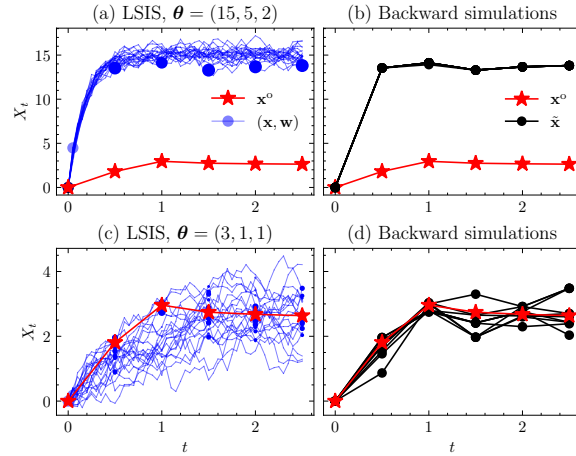 (a) LSIS, θ = (15, 5, 2)
(b) Backward simulations
15
10
5
0
X_t
x^o
(x, w)
x^o
x̃
0
1
2
0
1
2
(c) LSIS, θ = (3, 1, 1)
(d) Backward simulations
4
2
0
X_t
0
1
2
0
1
2
t
t